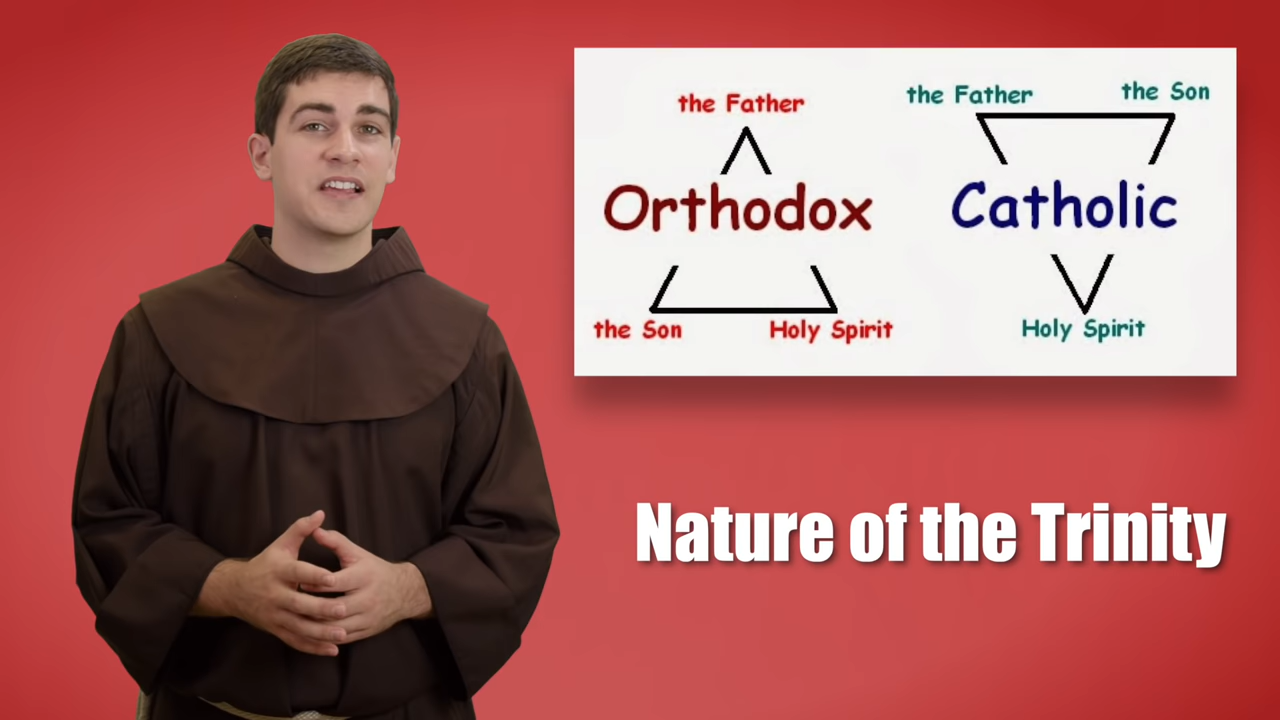 the Father
Orthodox
the Son Holy Spirit
the Father the Son
Catholic
Holy Spirit
Nature of the Trinity